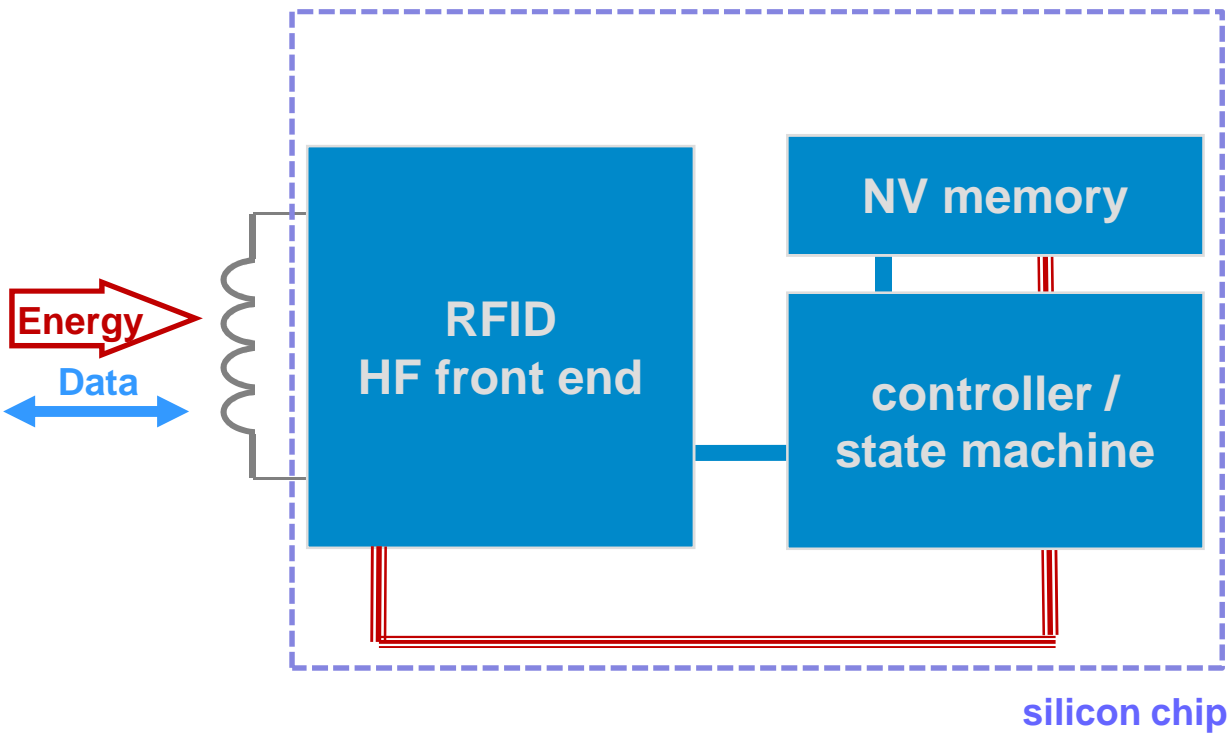 Energy
Data
RFID
HF front end
NV memory
controller /
state machine
silicon chip